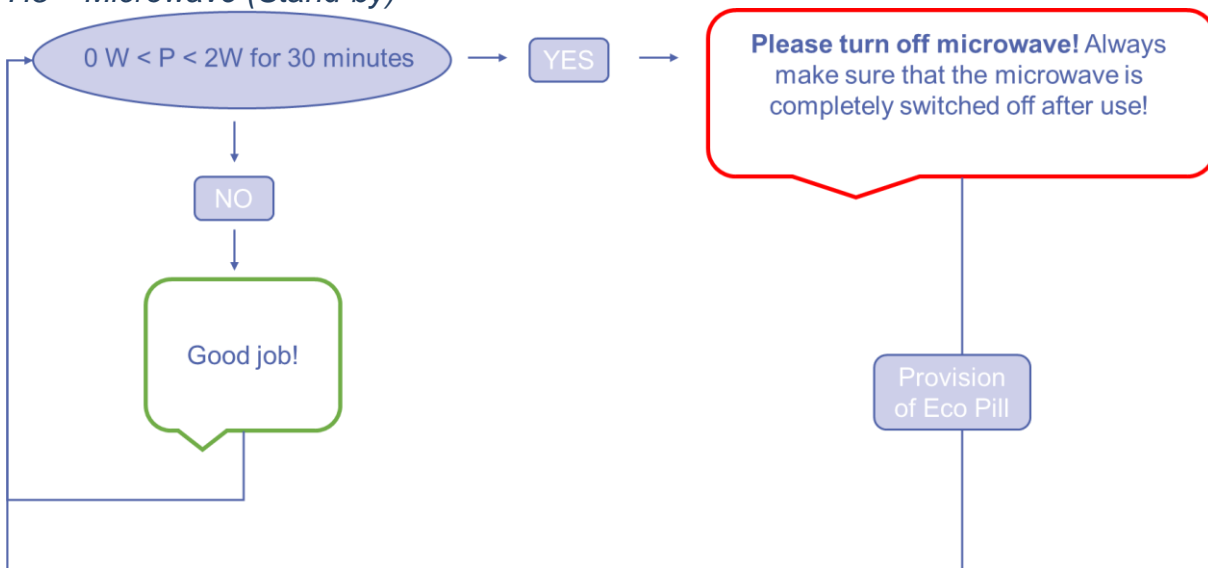 Microwave (Stand-by)
0 W < P < 2W for 30 minutes
YES
Please turn off microwave! Always
make sure that the microwave is
completely switched off after use!
NO
Good job!
Provision
of Eco Pill